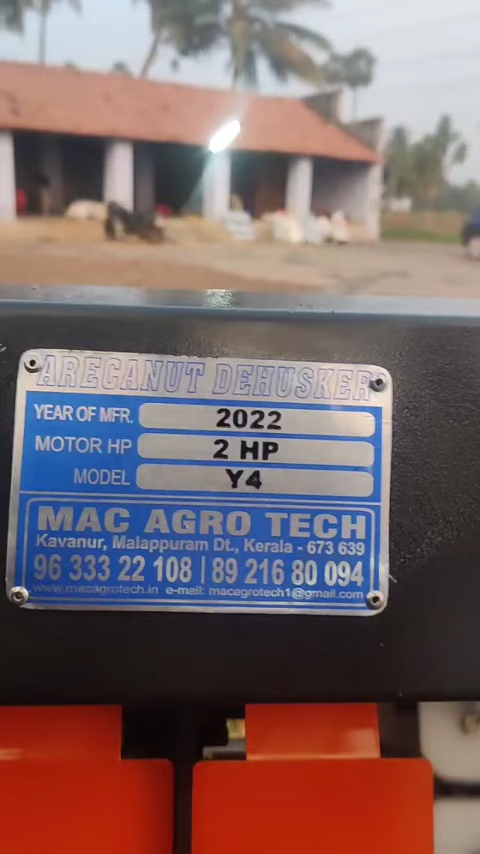 ARECANUT DEHUSKER
YEAR OF MFR. 2022
MOTOR HP 2 HP
MODEL Y4
MAC AGRO TECH
Kavanur, Malappuram Dt., Kerala - 673 639
96 333 22 108 | 89 216 80 094
www.macagrotech.in e-mail: macagrotech1@gmail.com